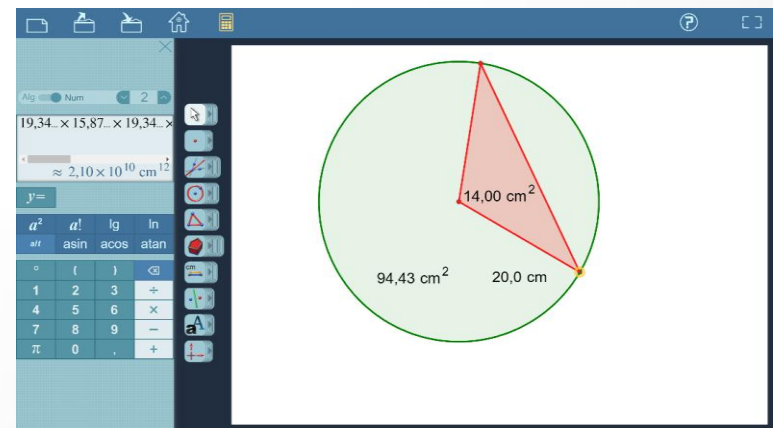 Alg Num 2
19,34... × 15,87... × 19,34... ×
≈ 2,10 × 10¹⁰ cm¹²
y=
a² a! lg ln
alt asin acos atan
° ( )
1 2 3 ÷
4 5 6 ×
7 8 9 −
π 0 , +
cm
aA
?
14,00 cm²
94,43 cm² 20,0 cm